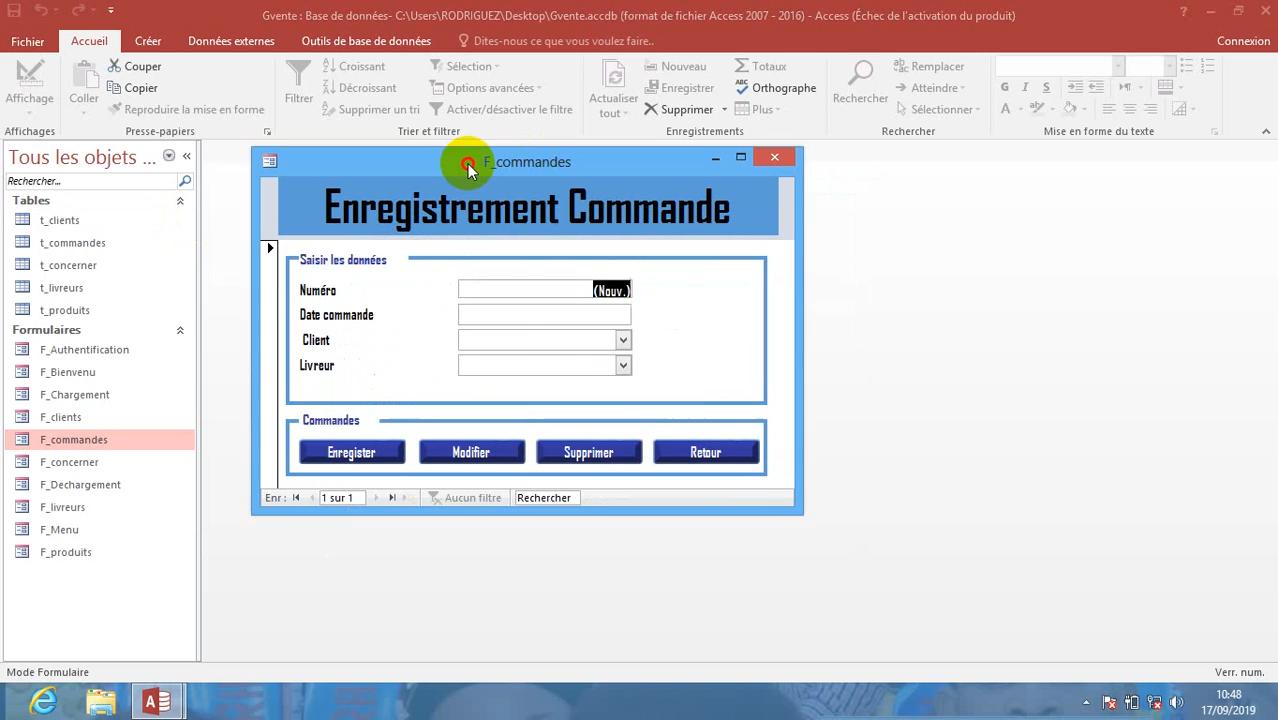 Gvente : Base de données- C:\Users\RODRIGUEZ\Desktop\Gvente.accdb (format de fichier Access 2007 - 2016) - Access (Échec de l'activation du produit)
Fichier Accueil Créer Données externes Outils de base de données Dites-nous ce que vous voulez faire.. Connexion
Couper Croissant Sélection Nouveau Totaux Remplacer
Affichage Coller Copier Filtrer Décroissant Options avancées Actualiser tout Enregistrer Orthographe Rechercher Atteindre
Reproduire la mise en forme Supprimer un tri Activer/désactiver le filtre Supprimer Plus Sélectionner
G I S
A
Affichages Presse-papiers Trier et filtrer Enregistrements Rechercher Mise en forme du texte
Tous les objets ...
Rechercher...
Tables
t_clients
t_commandes
t_concerner
t_livreurs
t_produits
Formulaires
F_Authentification
F_Bienvenu
F_Chargement
F_clients
F_commandes
F_concerner
F_Dechargement
F_livreurs
F_Menu
F_produits
F_commandes
Enregistrement Commande
Saisir les données
Numéro (Nouv.)
Date commande
Client
Livreur
Commandes
Enregister Modifier Supprimer Retour
Enr : 1 sur 1 Aucun filtre Rechercher
Mode Formulaire Verr. num.
10:48
17/09/2019